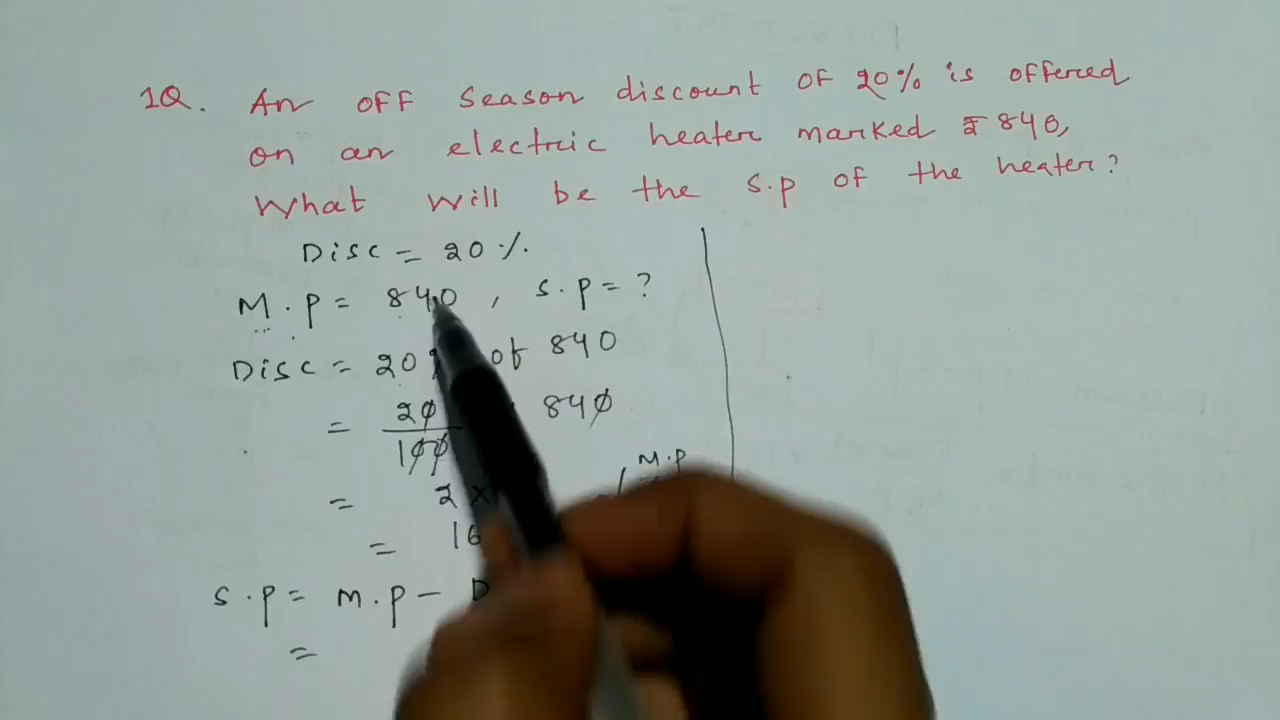 1Q. An OFF Season discount OF 20% is offered
on an electric heater marked ₹ 840,
What will be the S.P OF the heater?
Disc = 20%
M.P = 840, S.P = ?
Disc = 20% of 840
= 20 840
100
= 2 x
= 16
M.P
S.P = M.P - D
=